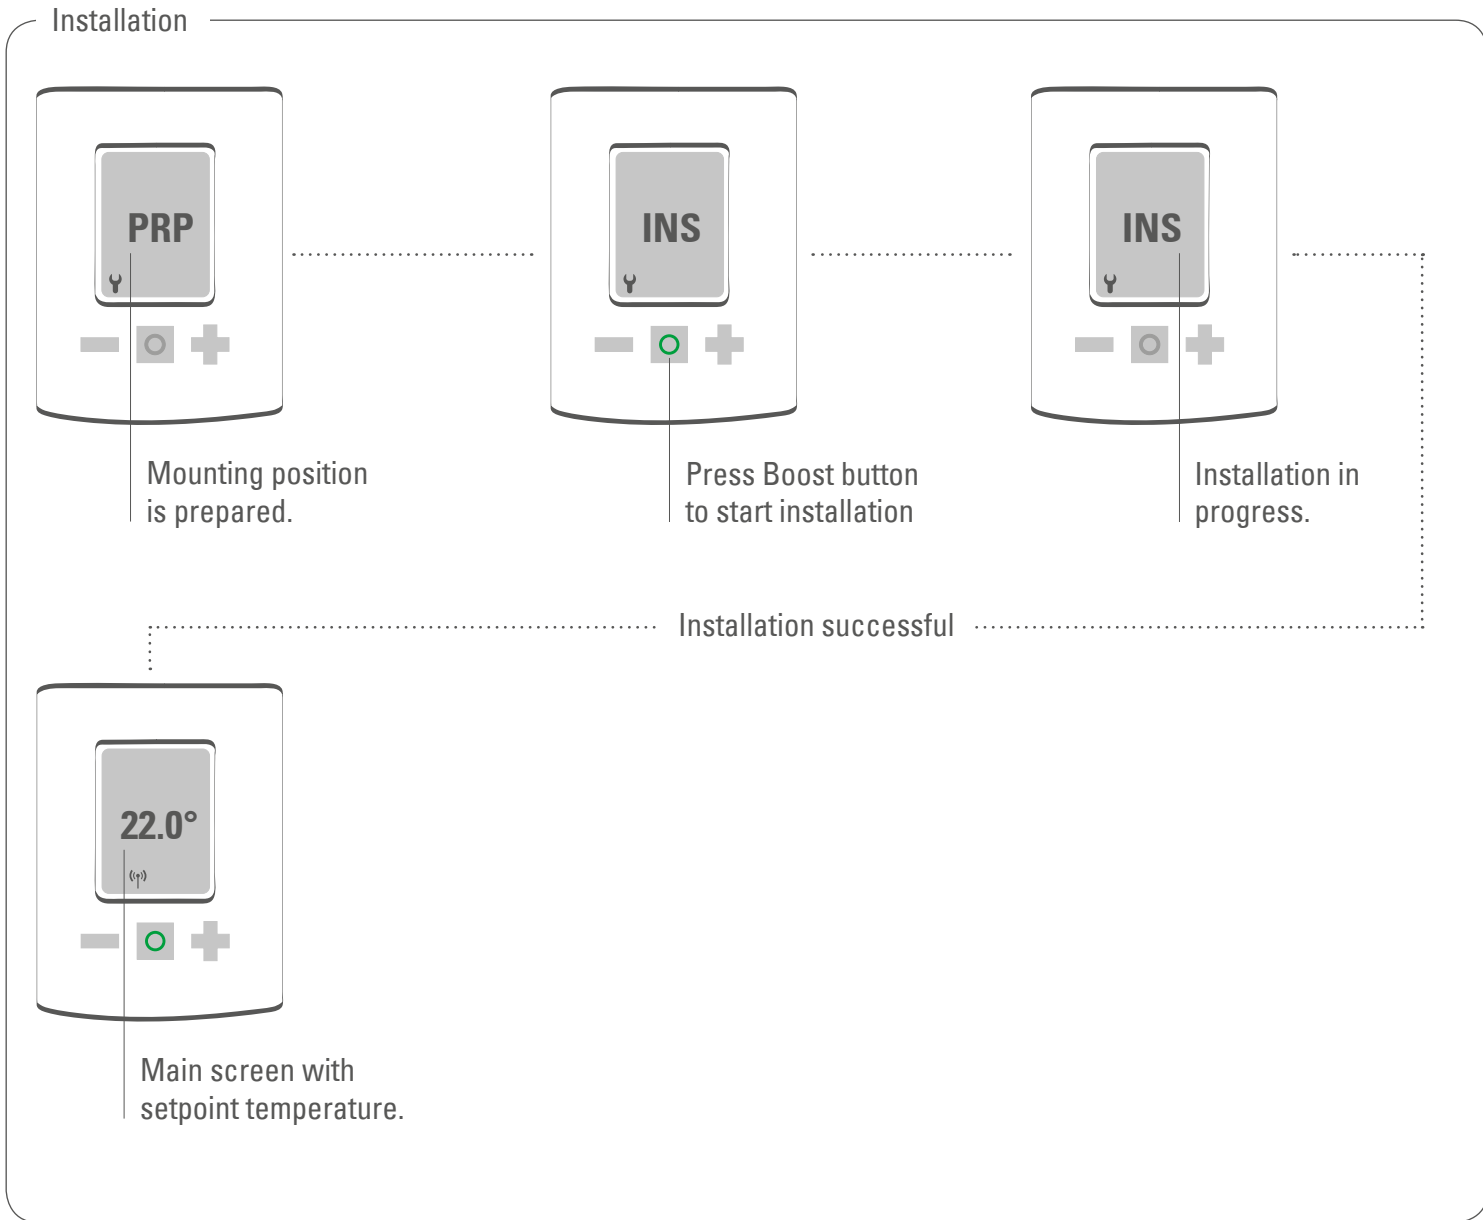 Installation
PRP
INS
INS
Mounting position
is prepared.
Press Boost button
to start installation
Installation in
progress.
Installation successful
22.0°
Main screen with
setpoint temperature.